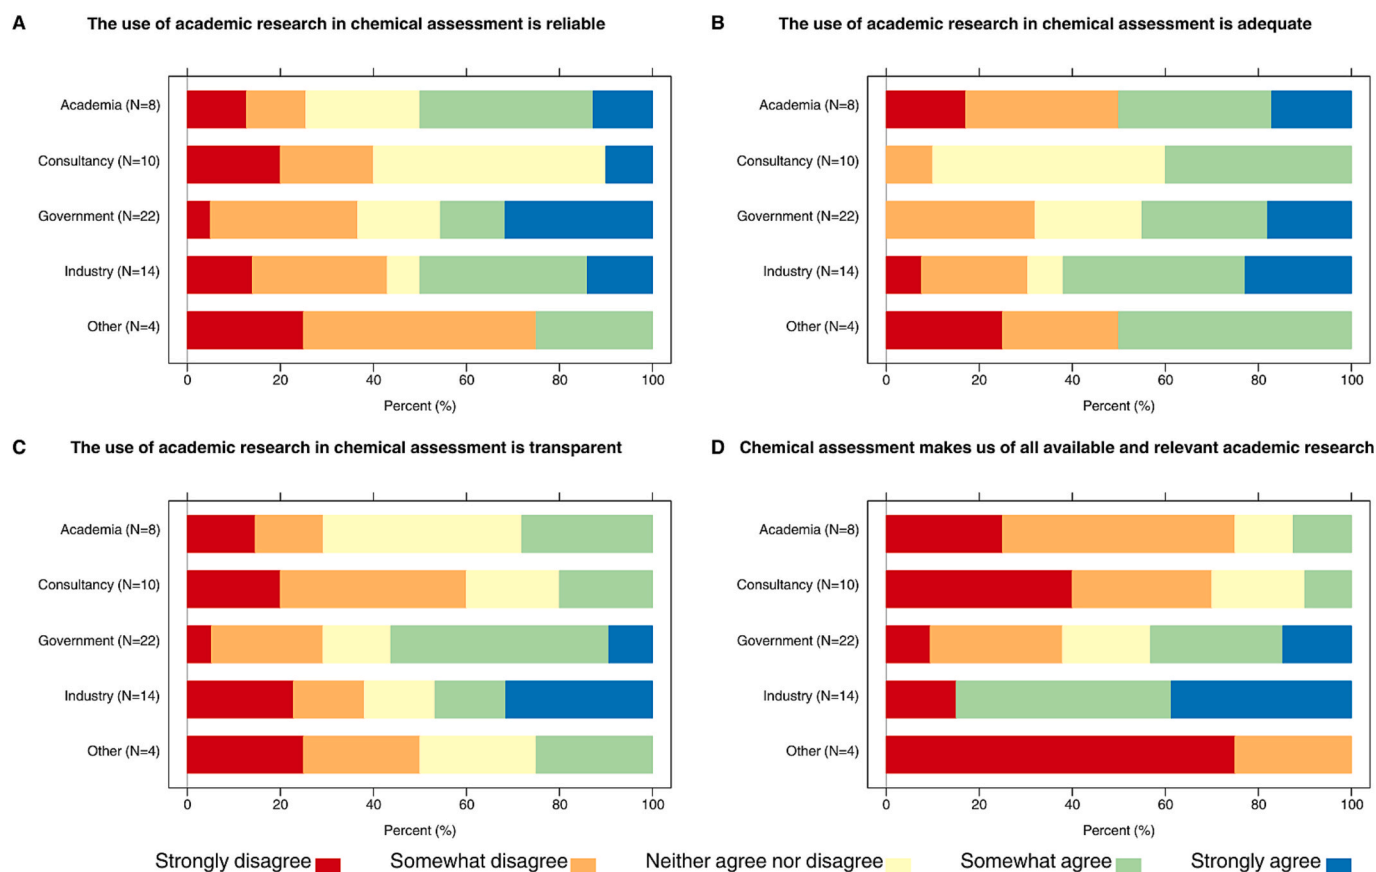 A The use of academic research in chemical assessment is reliable
Academia (N=8)
Consultancy (N=10)
Government (N=22)
Industry (N=14)
Other (N=4)
0 20 40 60 80 100
Percent (%)
B The use of academic research in chemical assessment is adequate
Academia (N=8)
Consultancy (N=10)
Government (N=22)
Industry (N=14)
Other (N=4)
0 20 40 60 80 100
Percent (%)
C The use of academic research in chemical assessment is transparent
Academia (N=8)
Consultancy (N=10)
Government (N=22)
Industry (N=14)
Other (N=4)
0 20 40 60 80 100
Percent (%)
D Chemical assessment makes us of all available and relevant academic research
Academia (N=8)
Consultancy (N=10)
Government (N=22)
Industry (N=14)
Other (N=4)
0 20 40 60 80 100
Percent (%)
Strongly disagree Somewhat disagree Neither agree nor disagree Somewhat agree Strongly agree